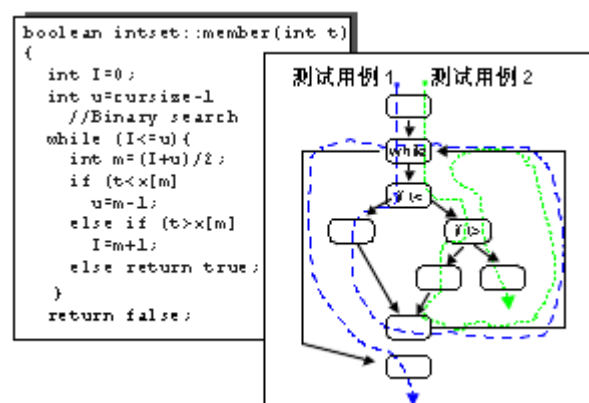 boolean intset::member(int t)
{
int I=0;
int u=cursize-1
//Binary search
while (I<=u){
int m=(I+u)/2;
if (t<x[m]
u=m-1;
else if (t>x[m]
I=m+1;
else return true;
}
return false;
测试用例 1 测试用例 2
while
if t<
if t>